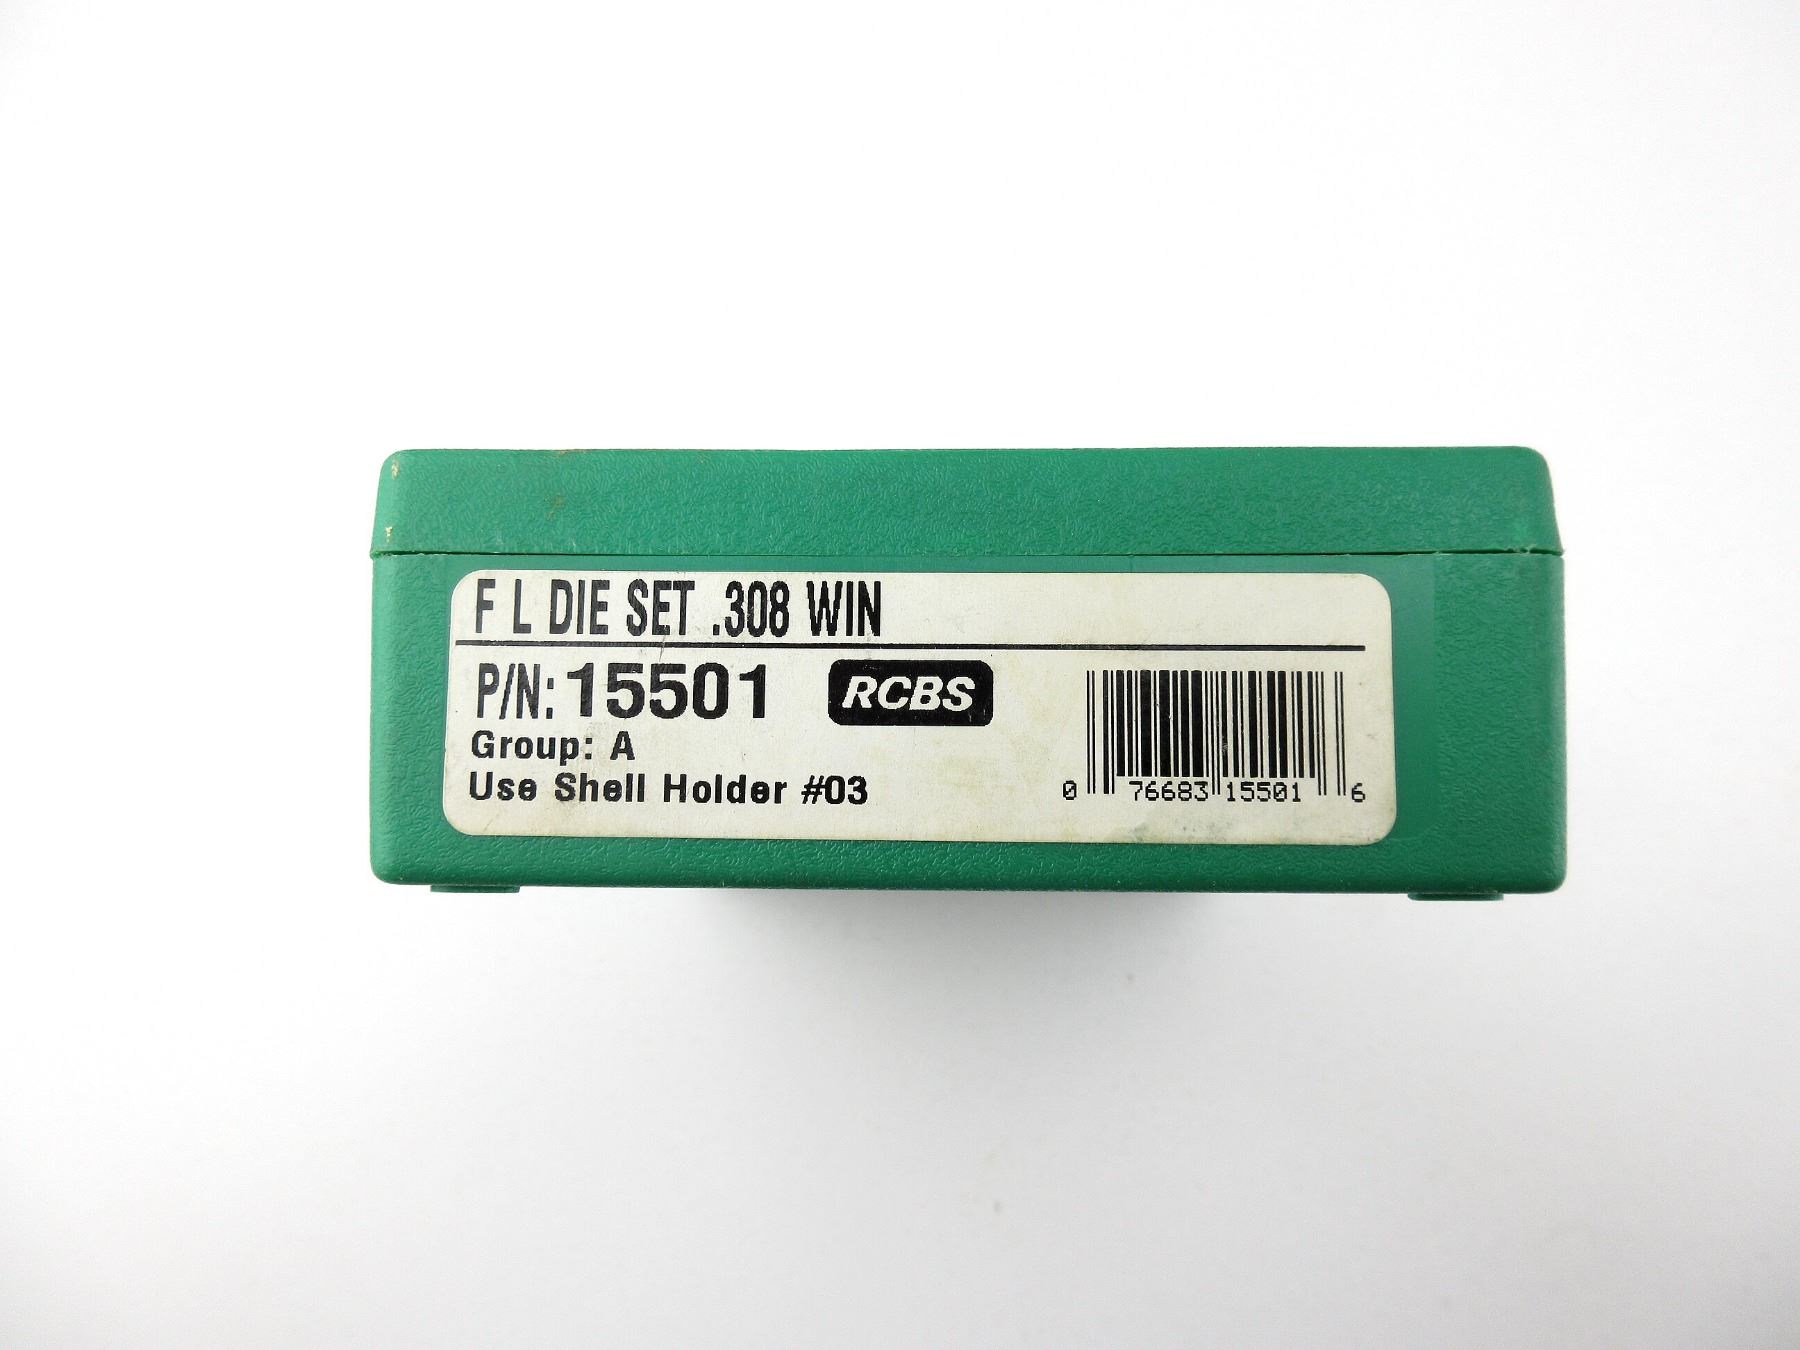 F L DIE SET .308 WIN
P/N: 15501 RCBS
Group: A
Use Shell Holder #03
0 76683 15501 6